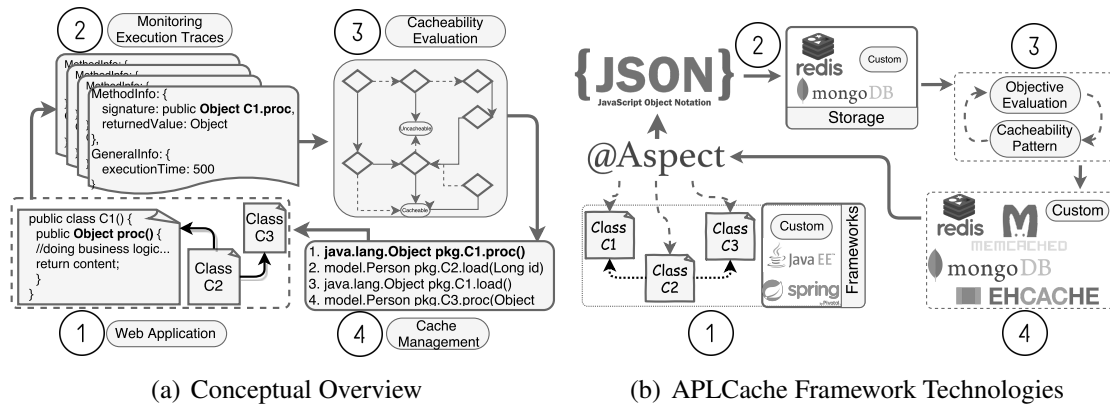 2
Monitoring
Execution Traces
MethodInfo: {
MethodInfo: {
signature: public Object C1.proc,
returnedValue: Object
},
GeneralInfo: {
executionTime: 500
}
3
Cacheability
Evaluation
Uncacheable
Cacheable
public class C1() {
public Object proc() {
//doing business logic...
return content;
}
}
Class
C2
Class
C3
1
Web Application
1. java.lang.Object pkg.C1.proc()
2. model.Person pkg.C2.load(Long id)
3. java.lang.Object pkg.C1.load()
4. model.Person pkg.C3.proc(Object
4
Cache
Management
(a) Conceptual Overview
{JSON}
JavaScript Object Notation
2
redis
Custom
mongoDB
Storage
3
Objective
Evaluation
Cacheability
Pattern
@Aspect
Class
C1
Class
C2
Class
C3
Custom
Java EE
spring
by Pivotal
Frameworks
1
redis
Custom
MEMCACHED
mongoDB
EHCACHE
4
(b) APLCache Framework Technologies